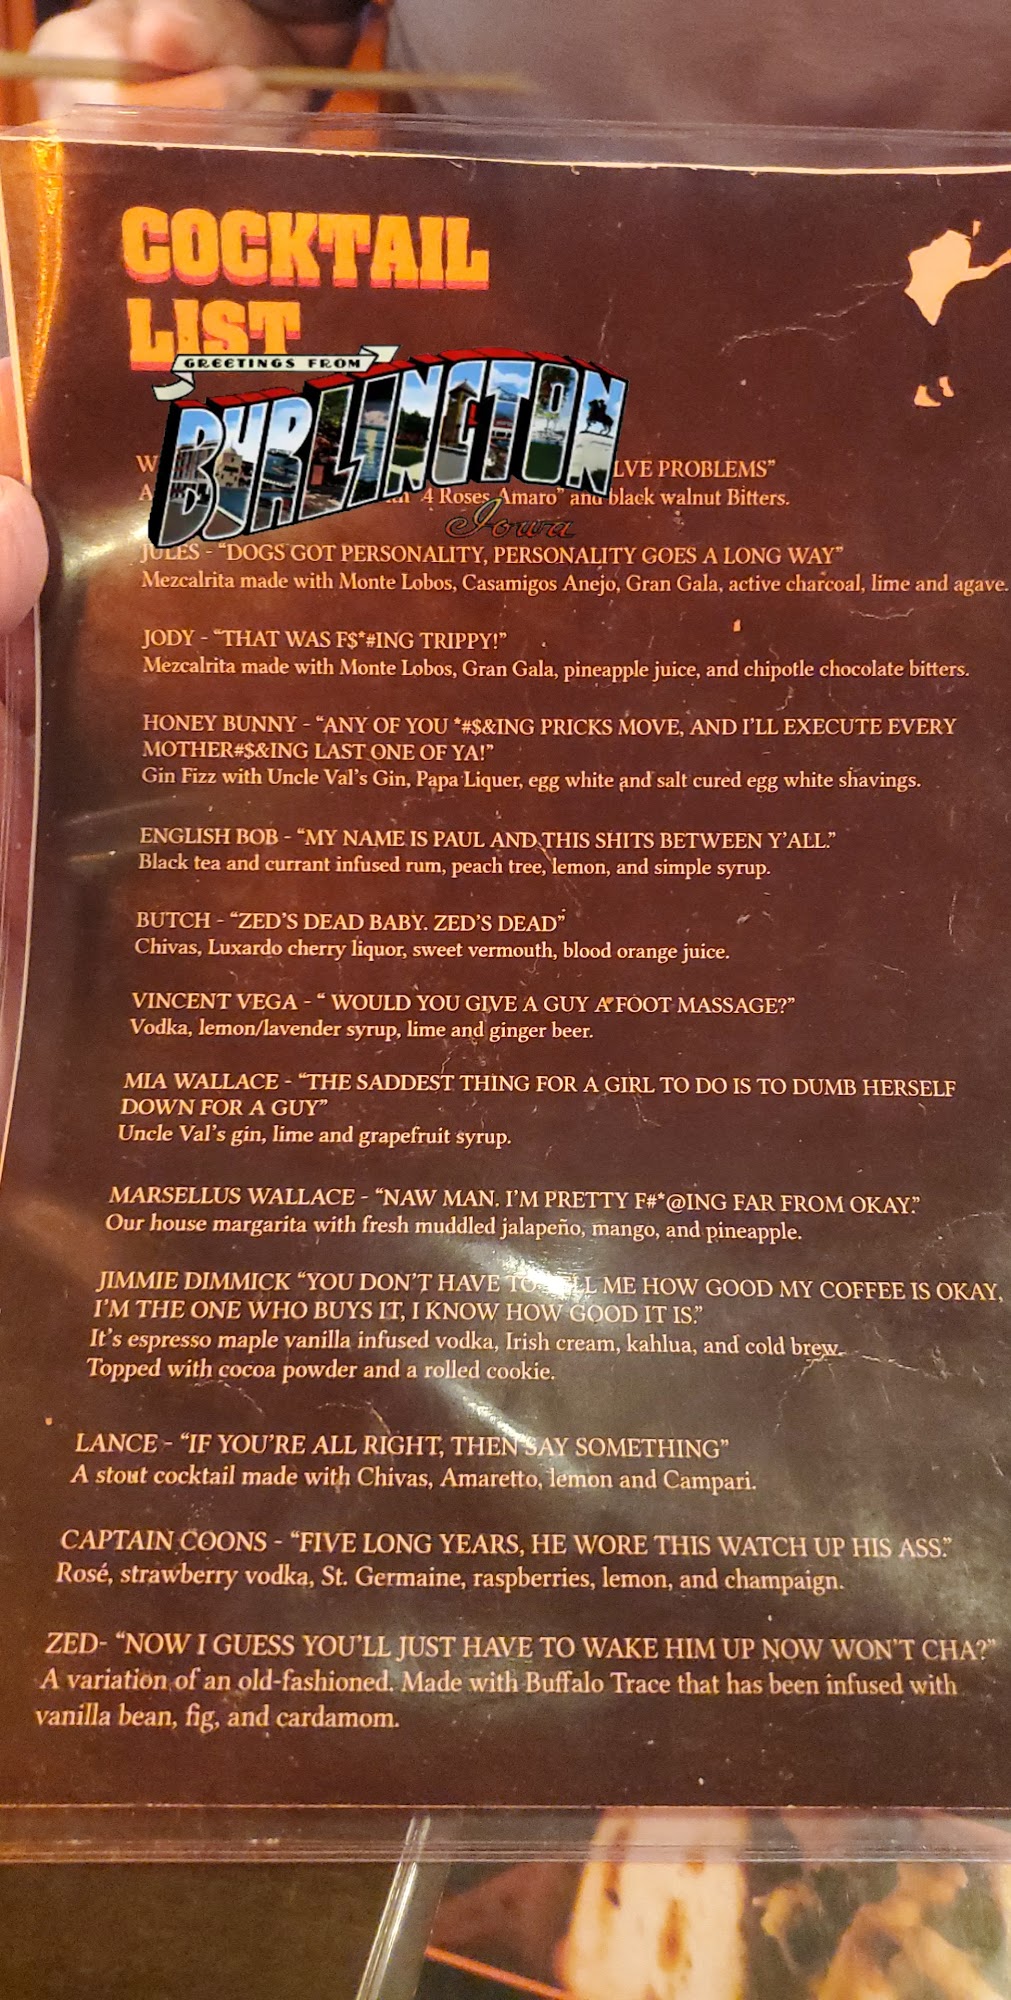 COCKTAIL
LIST
GREETINGS FROM
BURLINGTON
Iowa
LVE PROBLEMS”
4 Roses Amaro” and black walnut Bitters.
JULES - “DOGS GOT PERSONALITY, PERSONALITY GOES A LONG WAY”
Mezcalrita made with Monte Lobos, Casamigos Anejo, Gran Gala, active charcoal, lime and agave.
JODY - “THAT WAS F$*#ING TRIPPY!”
Mezcalrita made with Monte Lobos, Gran Gala, pineapple juice, and chipotle chocolate bitters.
HONEY BUNNY - “ANY OF YOU *#$&ING PRICKS MOVE, AND I’LL EXECUTE EVERY
MOTHER#$&ING LAST ONE OF YA!”
Gin Fizz with Uncle Val’s Gin, Papa Liquer, egg white and salt cured egg white shavings.
ENGLISH BOB - “MY NAME IS PAUL AND THIS SHITS BETWEEN Y’ALL.”
Black tea and currant infused rum, peach tree, lemon, and simple syrup.
BUTCH - “ZED’S DEAD BABY. ZED’S DEAD”
Chivas, Luxardo cherry liquor, sweet vermouth, blood orange juice.
VINCENT VEGA - “ WOULD YOU GIVE A GUY A FOOT MASSAGE?”
Vodka, lemon/lavender syrup, lime and ginger beer.
MIA WALLACE - “THE SADDEST THING FOR A GIRL TO DO IS TO DUMB HERSELF
DOWN FOR A GUY”
Uncle Val’s gin, lime and grapefruit syrup.
MARSELLUS WALLACE - “NAW MAN. I’M PRETTY F#*@ING FAR FROM OKAY.”
Our house margarita with fresh muddled jalapeño, mango, and pineapple.
JIMMIE DIMMICK “YOU DON’T HAVE TO TELL ME HOW GOOD MY COFFEE IS OKAY,
I’M THE ONE WHO BUYS IT, I KNOW HOW GOOD IT IS.”
It’s espresso maple vanilla infused vodka, Irish cream, kahlua, and cold brew.
Topped with cocoa powder and a rolled cookie.
LANCE - “IF YOU’RE ALL RIGHT, THEN SAY SOMETHING”
A stout cocktail made with Chivas, Amaretto, lemon and Campari.
CAPTAIN COONS - “FIVE LONG YEARS, HE WORE THIS WATCH UP HIS ASS.”
Rosé, strawberry vodka, St. Germaine, raspberries, lemon, and champaign.
ZED- “NOW I GUESS YOU’LL JUST HAVE TO WAKE HIM UP NOW WON’T CHA?”
A variation of an old-fashioned. Made with Buffalo Trace that has been infused with
vanilla bean, fig, and cardamom.